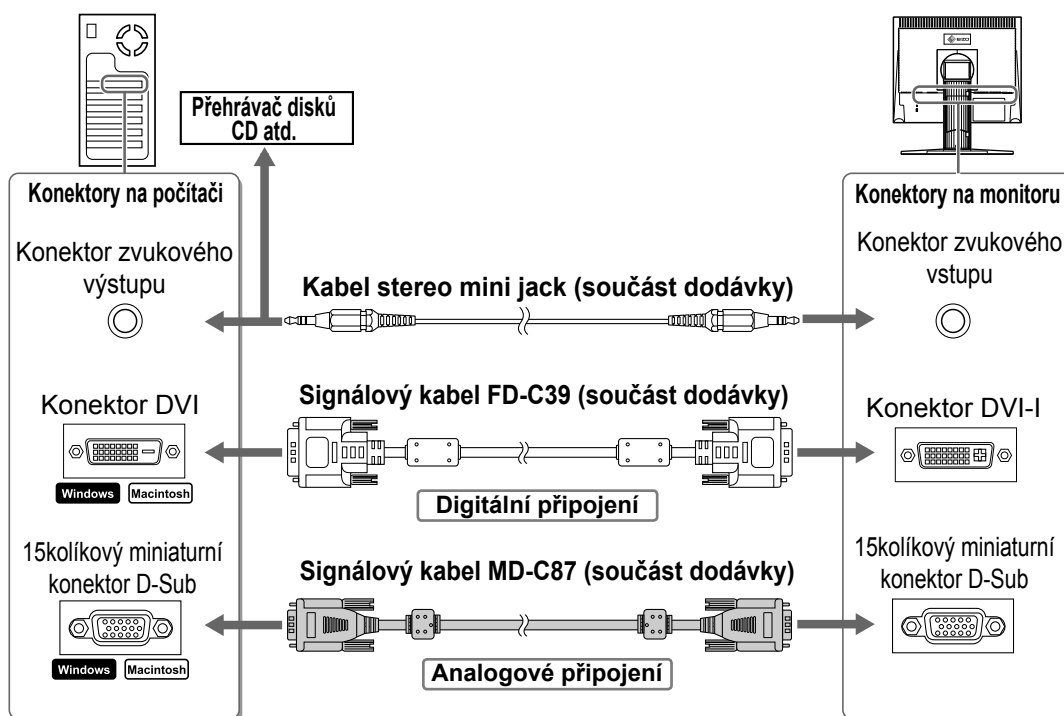 Přehrávač disků
CD atd.
Konektory na počítači
Konektory na monitoru
Konektor zvukového
výstupu
Kabel stereo mini jack (součást dodávky)
Konektor zvukového
vstupu
Konektor DVI
Windows Macintosh
Signálový kabel FD-C39 (součást dodávky)
Digitální připojení
Konektor DVI-I
15kolíkový miniaturní
konektor D-Sub
Windows Macintosh
Signálový kabel MD-C87 (součást dodávky)
Analogové připojení
15kolíkový miniaturní
konektor D-Sub